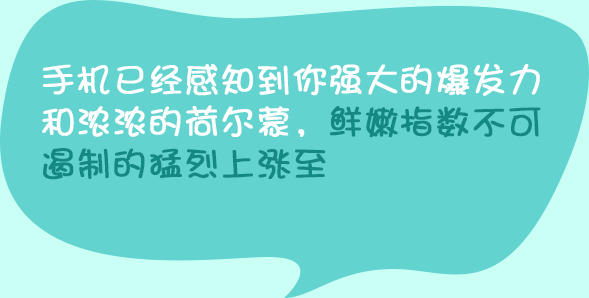 手机已经感知到你强大的爆发力
和浓浓的荷尔蒙，鲜嫩指数不可
遏制的猛烈上涨至